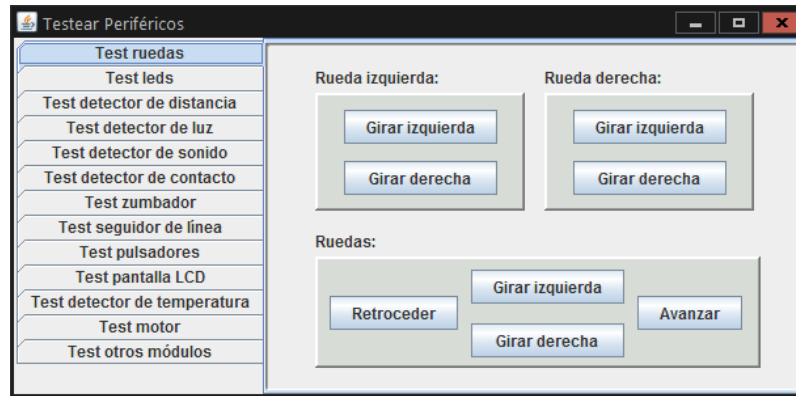 Testear Periféricos
Test ruedas
Test leds
Test detector de distancia
Test detector de luz
Test detector de sonido
Test detector de contacto
Test zumbador
Test seguidor de línea
Test pulsadores
Test pantalla LCD
Test detector de temperatura
Test motor
Test otros módulos
Rueda izquierda:
Girar izquierda
Girar derecha
Rueda derecha:
Girar izquierda
Girar derecha
Ruedas:
Retroceder
Girar izquierda
Girar derecha
Avanzar